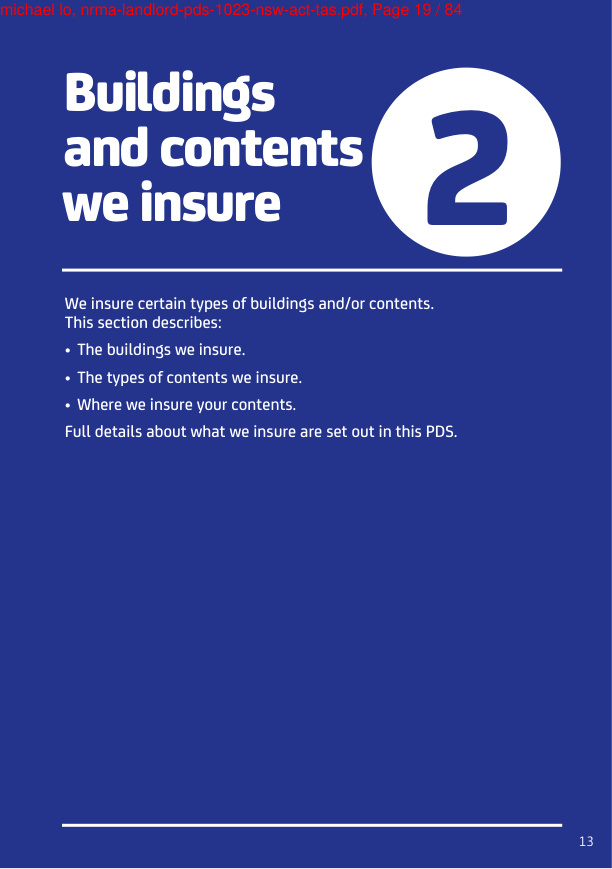 michael lo. nrma-landlord-pds-1023-nsw-act-tas.pdf. Page 19 / 84
Buildings
and contents
we insure
2
We insure certain types of buildings and/or contents.
This section describes:
• The buildings we insure.
• The types of contents we insure.
• Where we insure your contents.
Full details about what we insure are set out in this PDS.
13